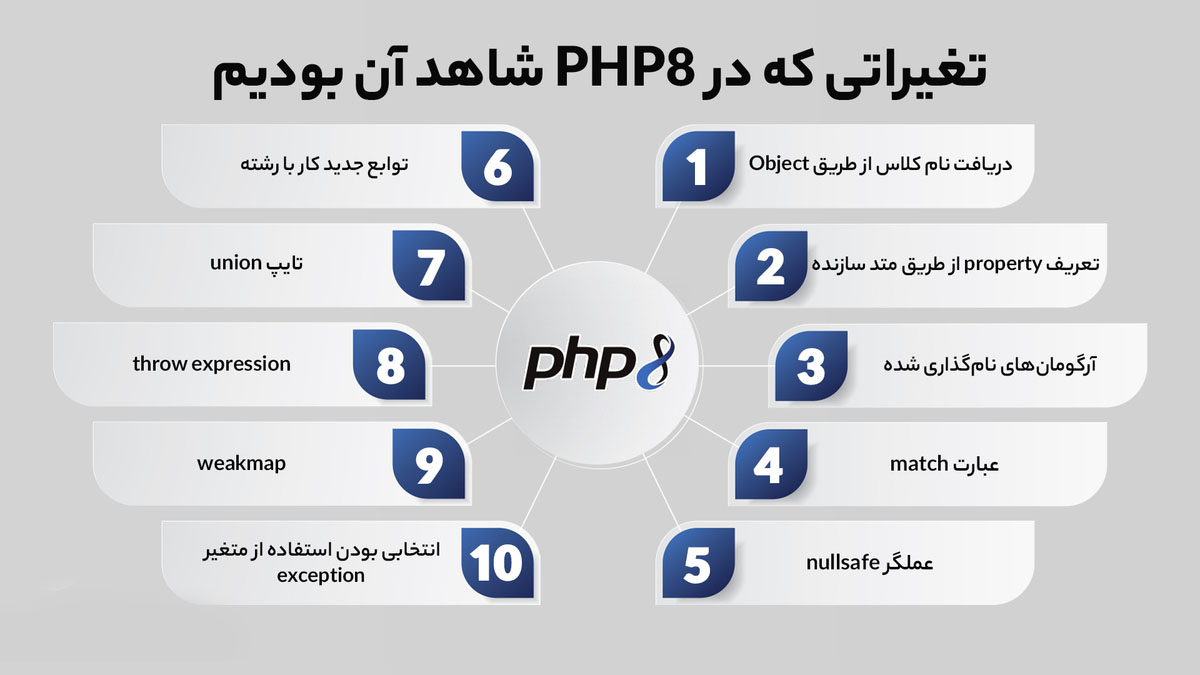 تغیراتی که در PHP8 شاهد آن بودیم
1
دریافت نام کلاس از طریق Object
2
تعریف property از طریق متد سازنده
3
آرگومان‌های نام‌گذاری شده
4
عبارت match
5
عملگر nullsafe
6
توابع جدید کار با رشته
7
تایپ union
8
throw expression
9
weakmap
10
انتخابی بودن استفاده از متغیر
exception
php8